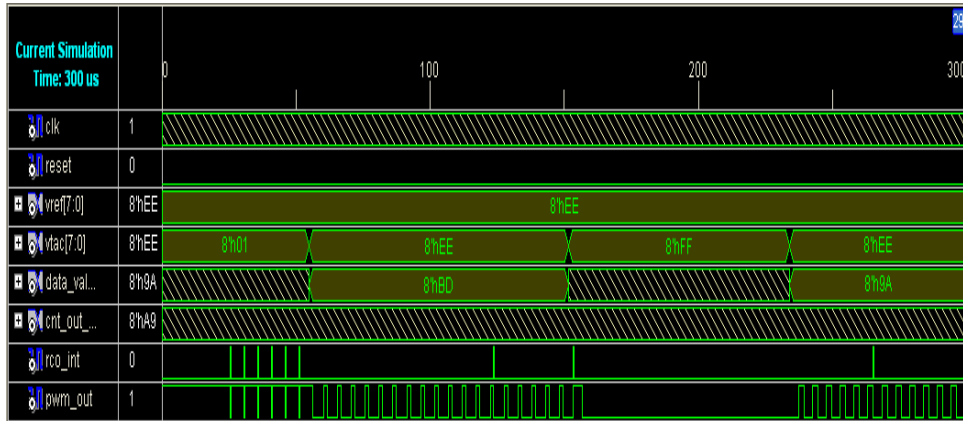 29
Current Simulation
Time: 300 us
0 100 200 300
clk 1
reset 0
vref[7:0] 8'hEE 8'hEE
vtac[7:0] 8'hEE 8'h01 8'hEE 8'hFF 8'hEE
data_val... 8'h9A 8'hBD 8'h9A
cnt_out_... 8'hA9
rco_int 0
pwm_out 1